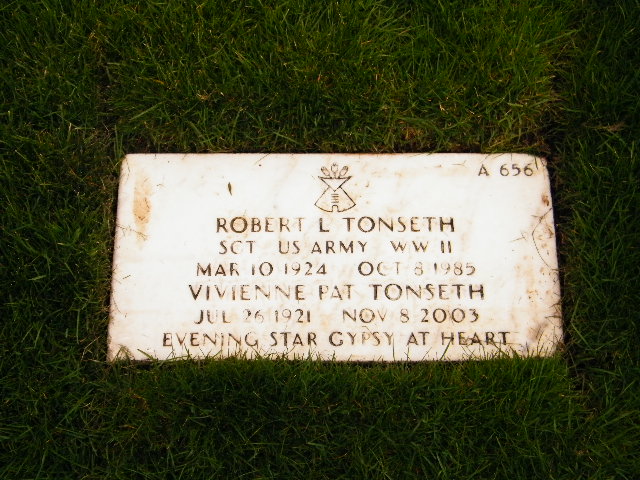 A 656
ROBERT L TONSETH
SGT US ARMY WW II
MAR 10 1924 OCT 8 1985
VIVIENNE PAT TONSETH
JUL 26 1921 NOV 8 2003
EVENING STAR GYPSY AT HEART